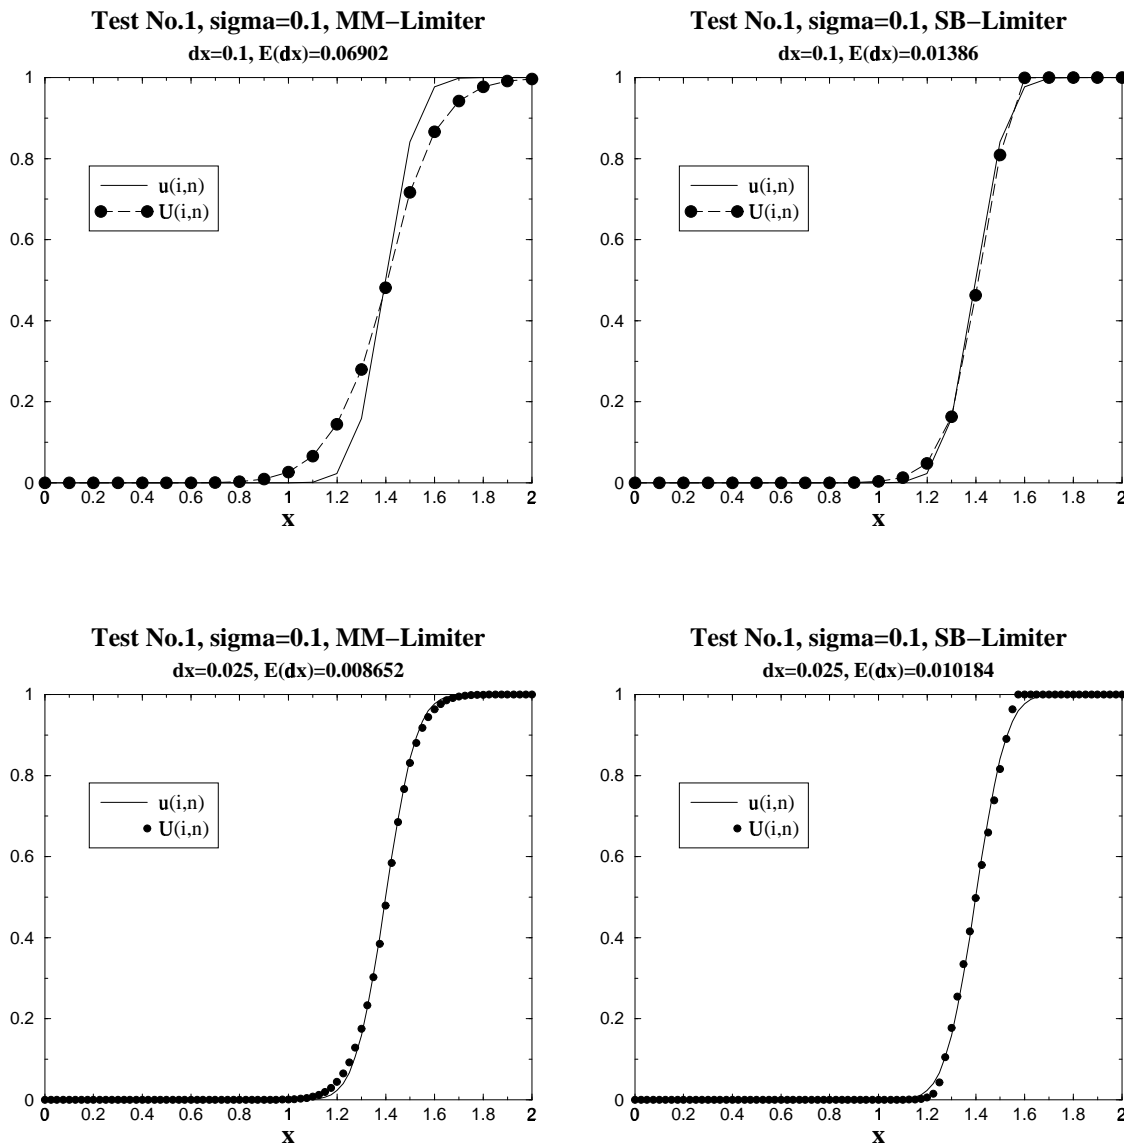 Test No.1, sigma=0.1, MM−Limiter
dx=0.1, E(dx)=0.06902
1
0.8
0.6
0.4
0.2
0
u(i,n)
U(i,n)
0 0.2 0.4 0.6 0.8 1 1.2 1.4 1.6 1.8 2
x
Test No.1, sigma=0.1, SB−Limiter
dx=0.1, E(dx)=0.01386
1
0.8
0.6
0.4
0.2
0
u(i,n)
U(i,n)
0 0.2 0.4 0.6 0.8 1 1.2 1.4 1.6 1.8 2
x
Test No.1, sigma=0.1, MM−Limiter
dx=0.025, E(dx)=0.008652
1
0.8
0.6
0.4
0.2
0
u(i,n)
U(i,n)
0 0.2 0.4 0.6 0.8 1 1.2 1.4 1.6 1.8 2
x
Test No.1, sigma=0.1, SB−Limiter
dx=0.025, E(dx)=0.010184
1
0.8
0.6
0.4
0.2
0
u(i,n)
U(i,n)
0 0.2 0.4 0.6 0.8 1 1.2 1.4 1.6 1.8 2
x